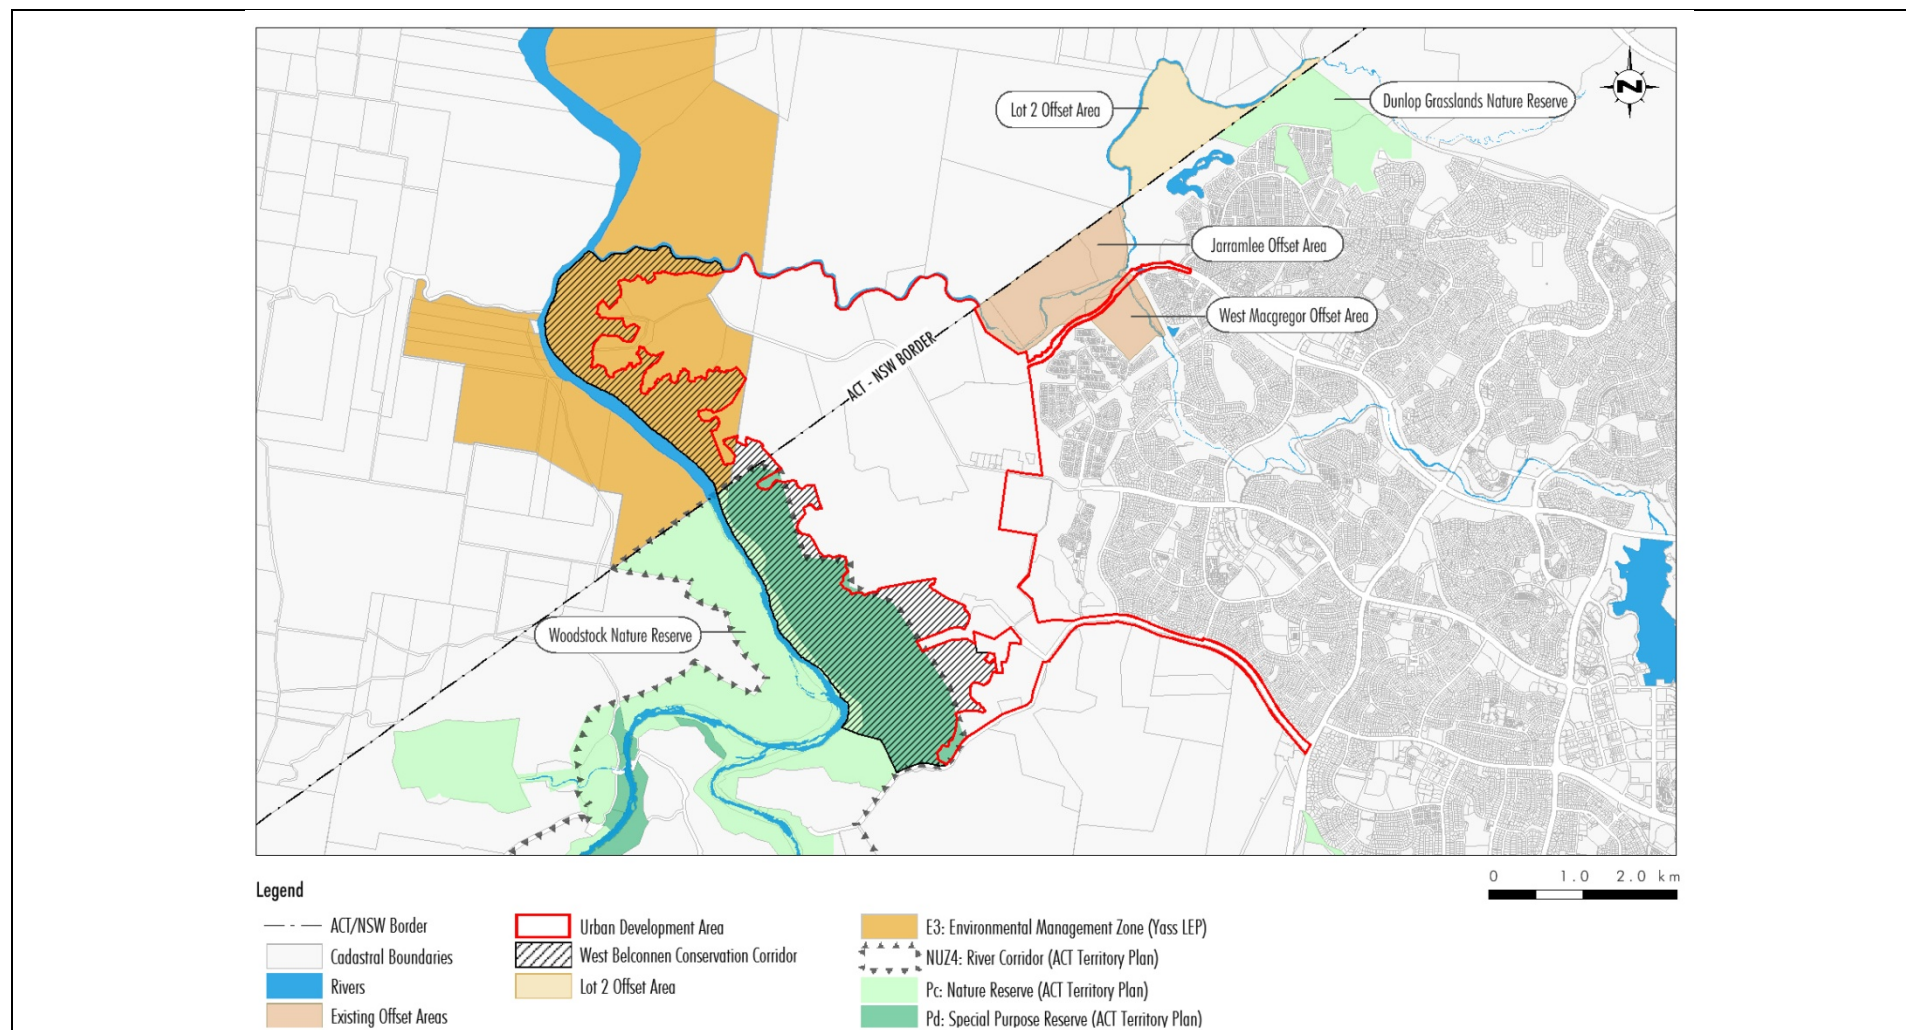 N
Lot 2 Offset Area
Dunlop Grasslands Nature Reserve
Jarramlee Offset Area
West Macgregor Offset Area
ACT - NSW BORDER
Woodstock Nature Reserve
Legend
0 1.0 2.0 km
ACT/NSW Border
Cadastral Boundaries
Rivers
Existing Offset Areas
Urban Development Area
West Belconnen Conservation Corridor
Lot 2 Offset Area
E3: Environmental Management Zone (Yass LEP)
NUZ4: River Corridor (ACT Territory Plan)
Pc: Nature Reserve (ACT Territory Plan)
Pd: Special Purpose Reserve (ACT Territory Plan)